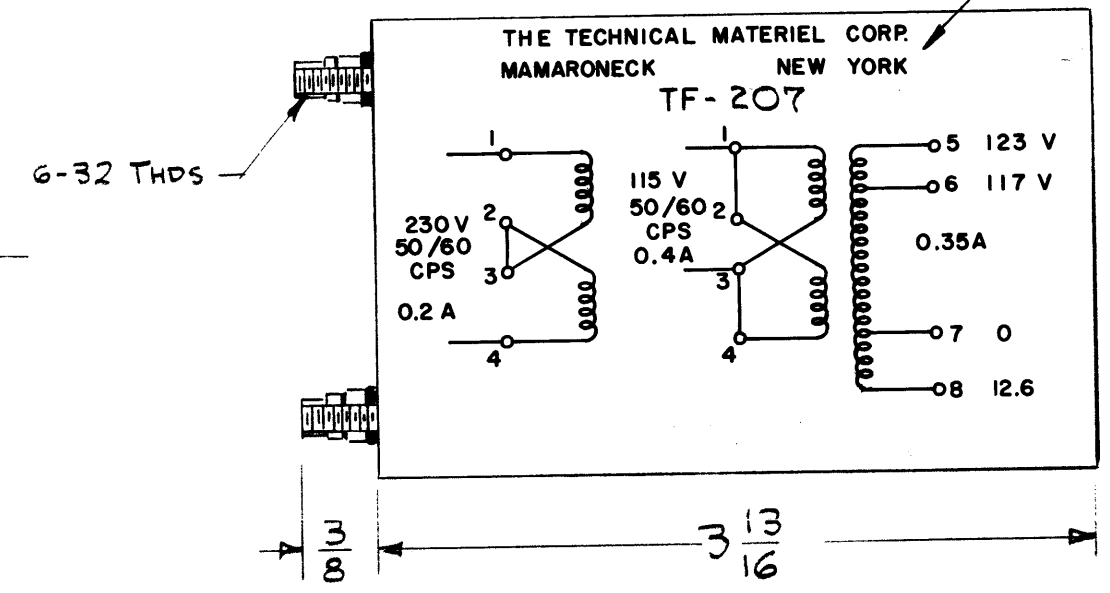 THE TECHNICAL MATERIEL CORP.
MAMARONECK NEW YORK
TF-207
6-32 THDS
1
2
230 V
50/60
CPS
3
0.2 A
4
1
115 V
50/60
CPS
0.4A
2
3
4
5 123 V
6 117 V
0.35A
7 0
8 12.6
3/8
3 13/16